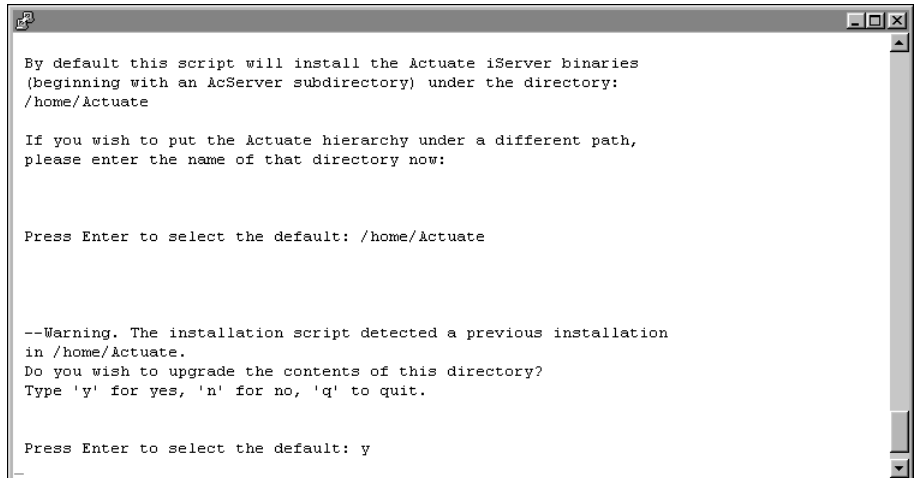 By default this script will install the Actuate iServer binaries
(beginning with an AcServer subdirectory) under the directory:
/home/Actuate
If you wish to put the Actuate hierarchy under a different path,
please enter the name of that directory now:
Press Enter to select the default: /home/Actuate
--Warning. The installation script detected a previous installation
in /home/Actuate.
Do you wish to upgrade the contents of this directory?
Type 'y' for yes, 'n' for no, 'q' to quit.
Press Enter to select the default: y